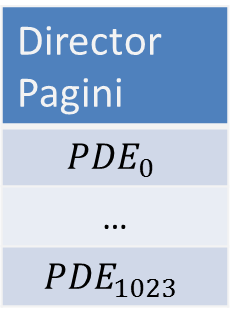 Director
Pagini
PDE₀
...
PDE₁₀₂₃